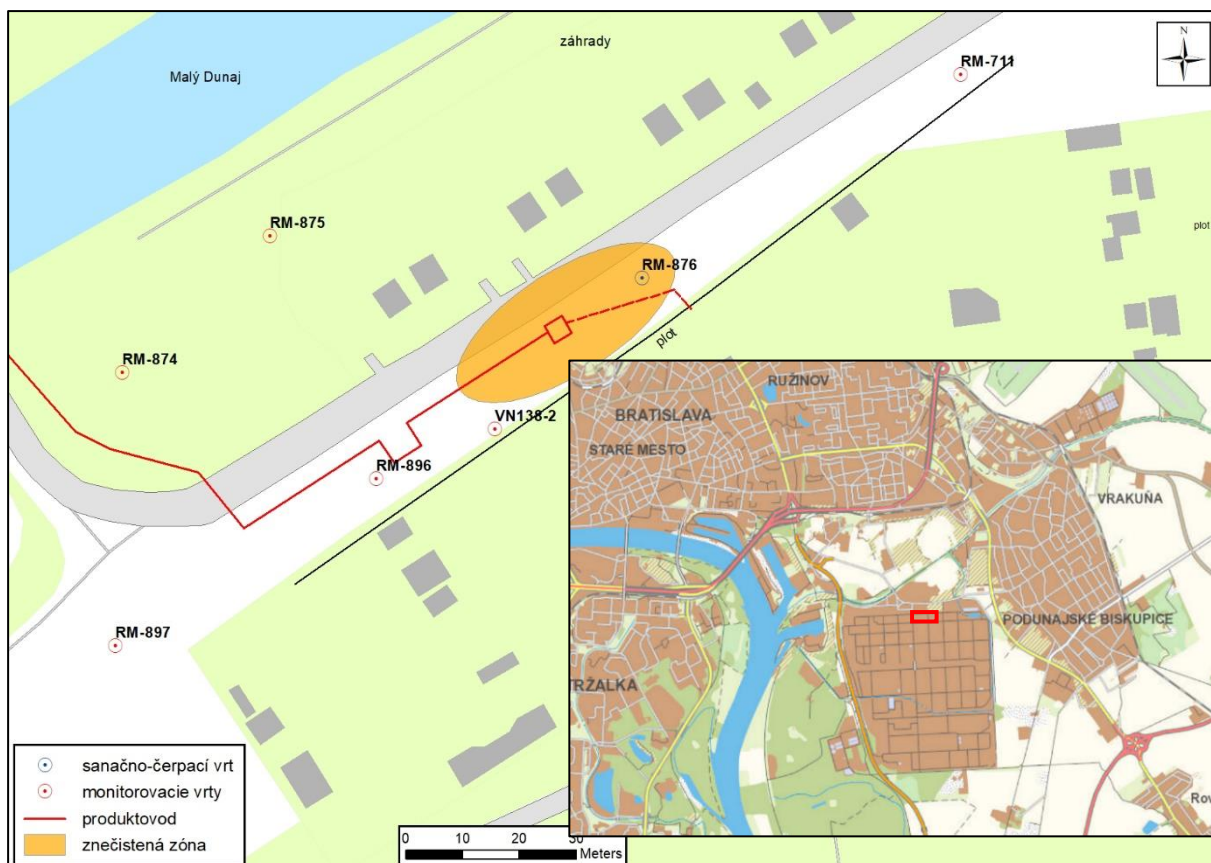 záhrady
N
RM-711
Malý Dunaj
RM-875
RM-876
plot
plot
RM-874
VN138-2
RM-896
RM-897
RUŽINOV
BRATISLAVA
STARÉ MESTO
VRAKUŇA
PODUNAJSKÉ BISKUPICE
TRŽALKA
Rov
sanačno-čerpací vrt
monitorovacie vrty
produktovod
znečistená zóna
0 10 20 30
Meters